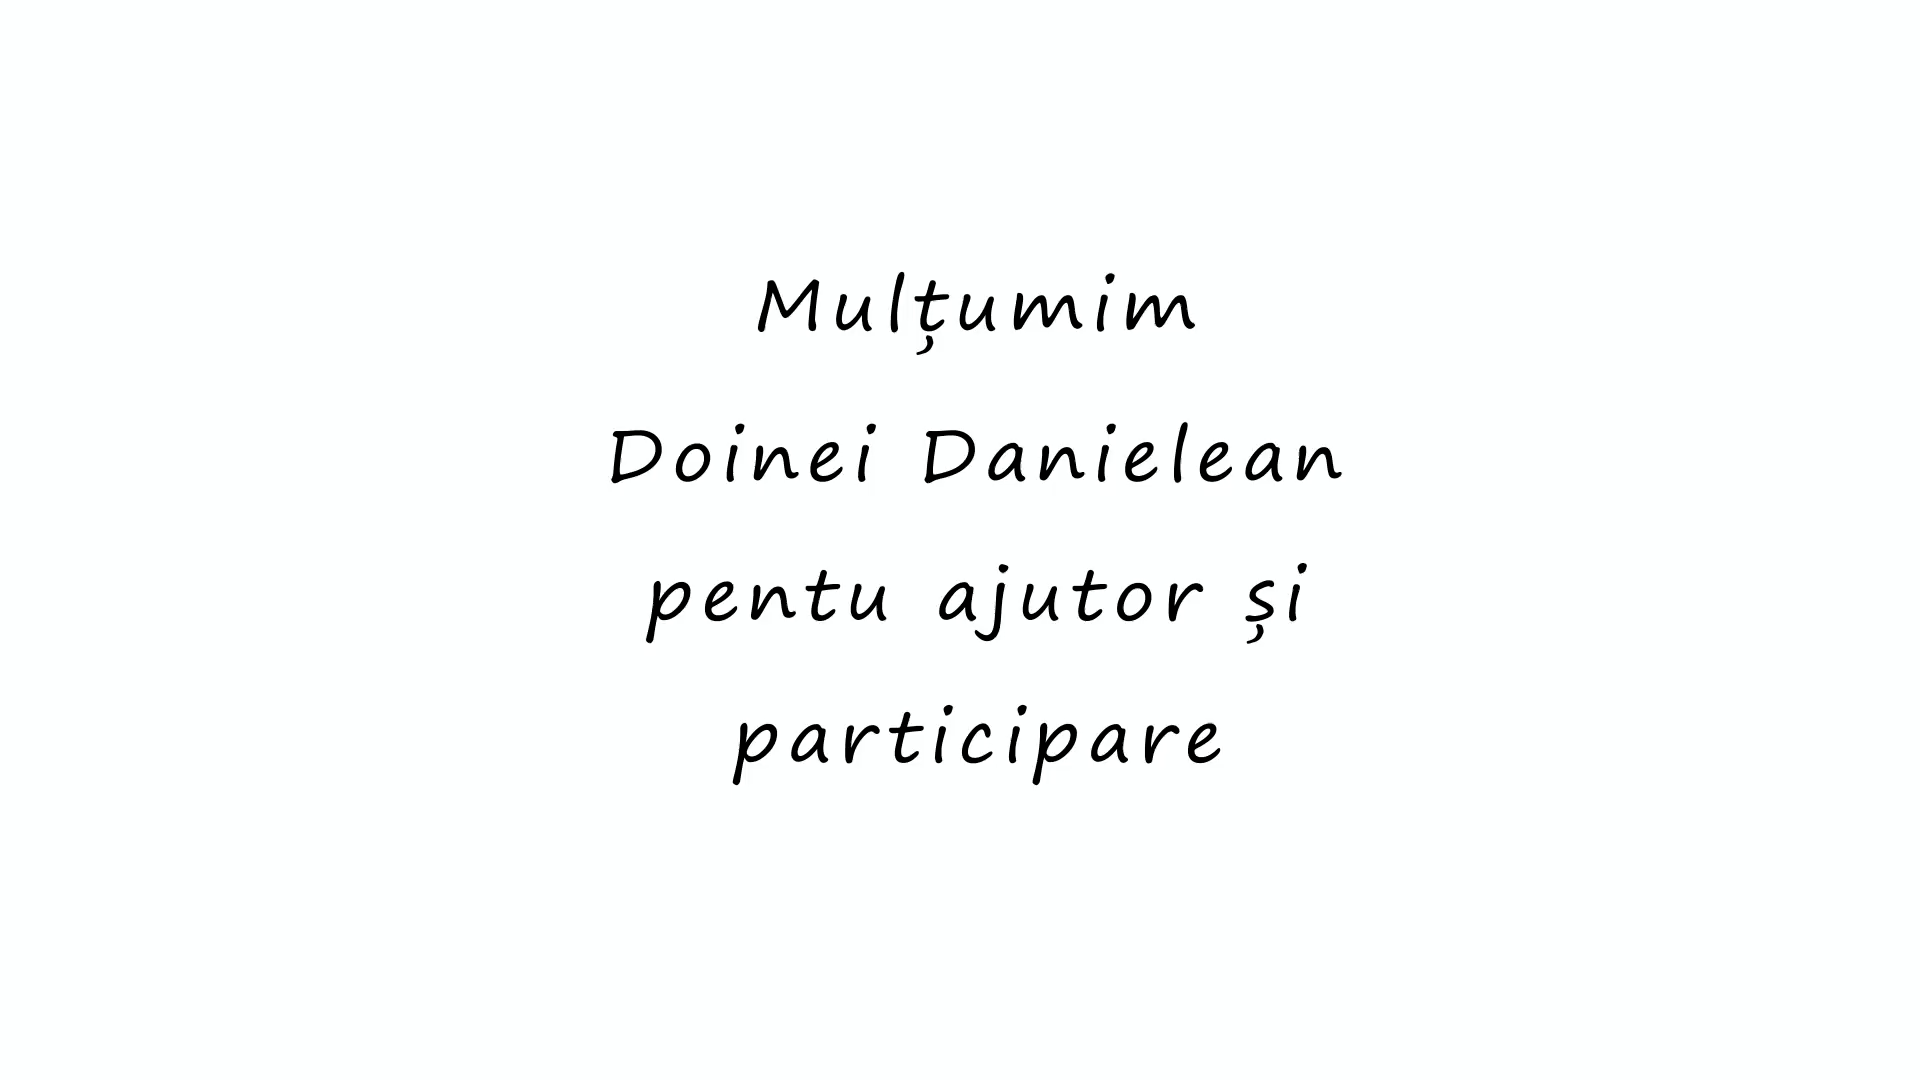 Mulțumim
Doinei Danielean
pentu ajutor și
participare